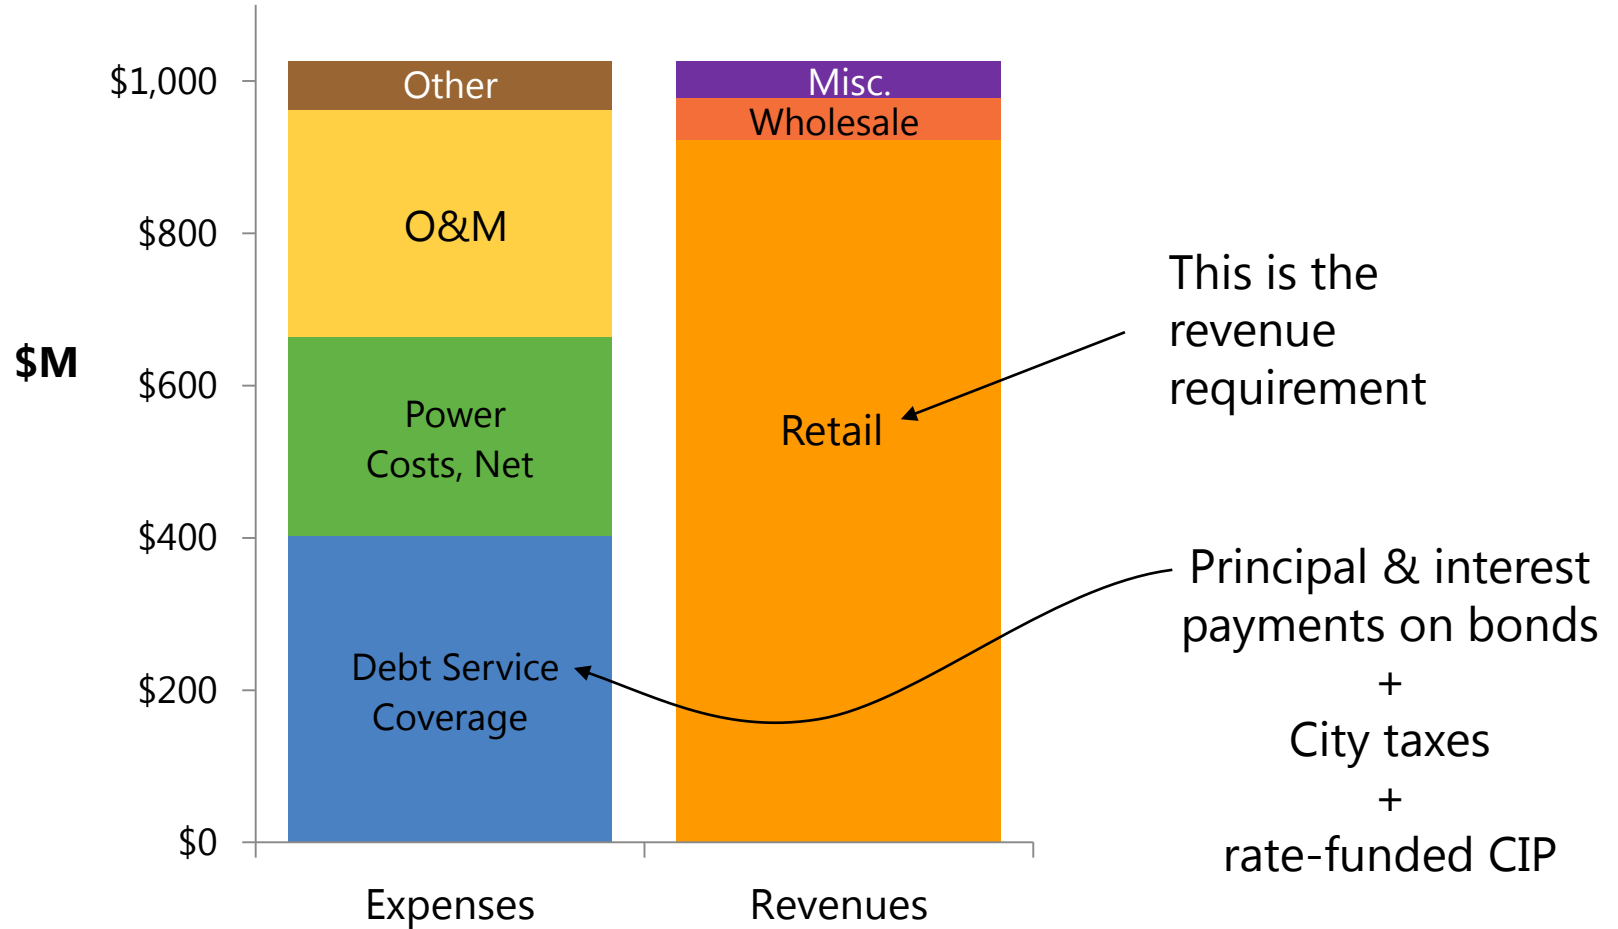 $M
$1,000
$800
$600
$400
$200
$0
Other
O&M
Power
Costs, Net
Debt Service
Coverage
Misc.
Wholesale
Retail
Expenses
Revenues
This is the
revenue
requirement
Principal & interest
payments on bonds
+
City taxes
+
rate-funded CIP